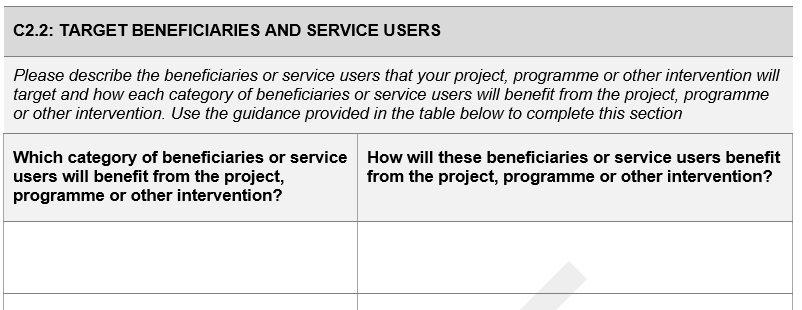 C2.2: TARGET BENEFICIARIES AND SERVICE USERS
Please describe the beneficiaries or service users that your project, programme or other intervention will
target and how each category of beneficiaries or service users will benefit from the project, programme
or other intervention. Use the guidance provided in the table below to complete this section
Which category of beneficiaries or service
users will benefit from the project,
programme or other intervention?
How will these beneficiaries or service users benefit
from the project, programme or other intervention?